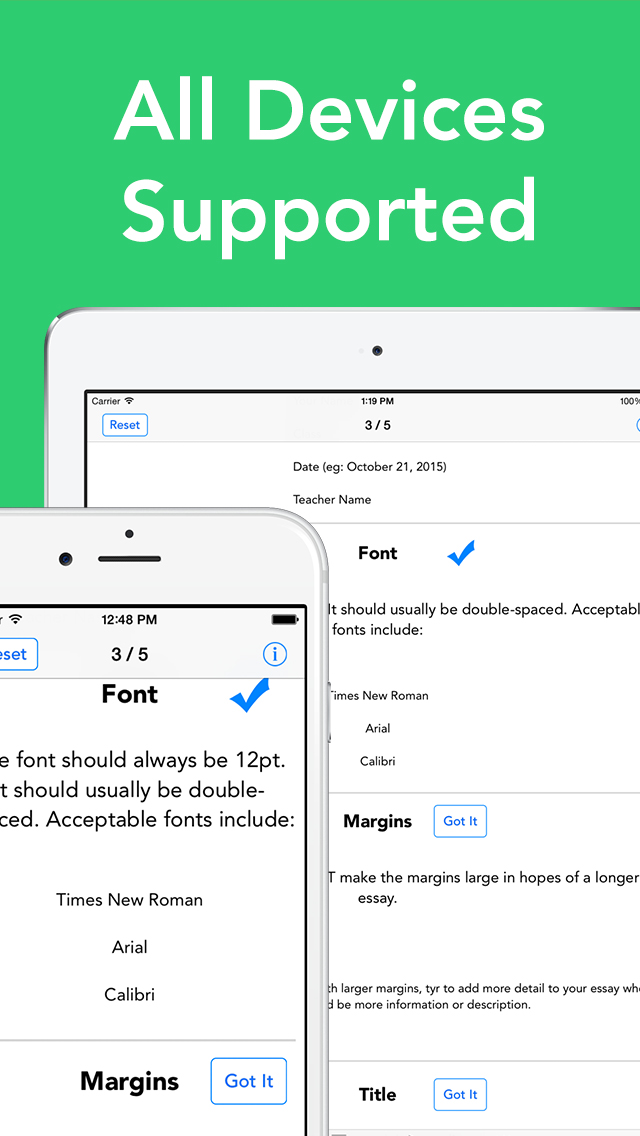 All Devices
Supported
Carrier
1:19 PM
100%
Reset
3 / 5
Date (eg: October 21, 2015)
Teacher Name
Font
It should usually be double-spaced. Acceptabl
fonts include:
Times New Roman
Arial
Calibri
Margins
Got It
T make the margins large in hopes of a longer
essay.
th larger margins, tyr to add more detail to your essay whe
d be more information or description.
Title
Got It
12:48 PM
eset
3 / 5
i
Font
e font should always be 12pt.
t should usually be double-
ced. Acceptable fonts include:
Times New Roman
Arial
Calibri
Margins
Got It